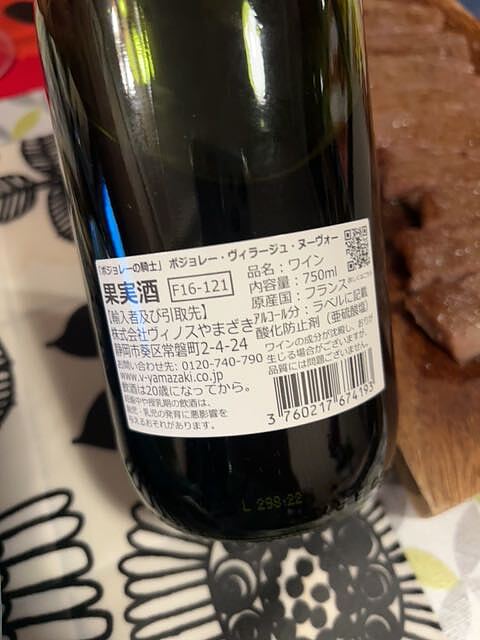 「ボジョレーの騎士」 ボジョレー・ヴィラージュ・ヌーヴォー
果実酒 F16-121
【輸入者及び引取先】
株式会社ヴィノスやまざき
静岡市葵区常磐町2-4-24
お問い合わせ先: 0120-740-790
www.v-yamazaki.co.jp
飲酒は20歳になってから。
妊娠中や授乳期の飲酒は、
胎児・乳児の発育に悪影響を
与えるおそれがあります。
品名：ワイン
内容量：750ml
原産国：フランス
アルコール分：ラベルに記載
酸化防止剤（亜硫酸塩）
ワインの成分が沈殿し、おりが
生じる場合がございますが、
品質には問題ありません。
3 760217 674193
L 298:22